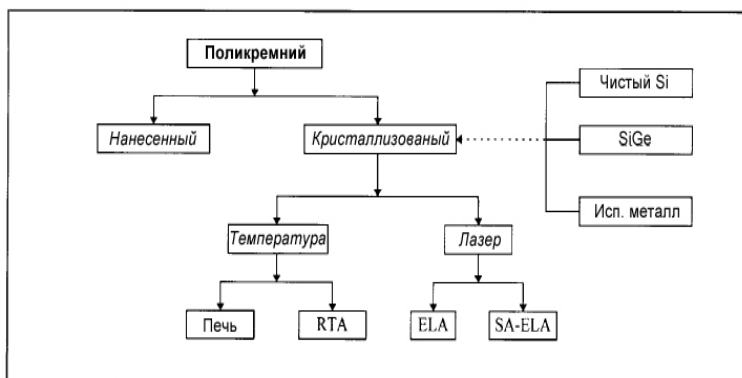 Поликремний
Чистый Si
Нанесенный
Кристаллизованый
SiGe
Исп. металл
Температура
Лазер
Печь
RTA
ELA
SA-ELA